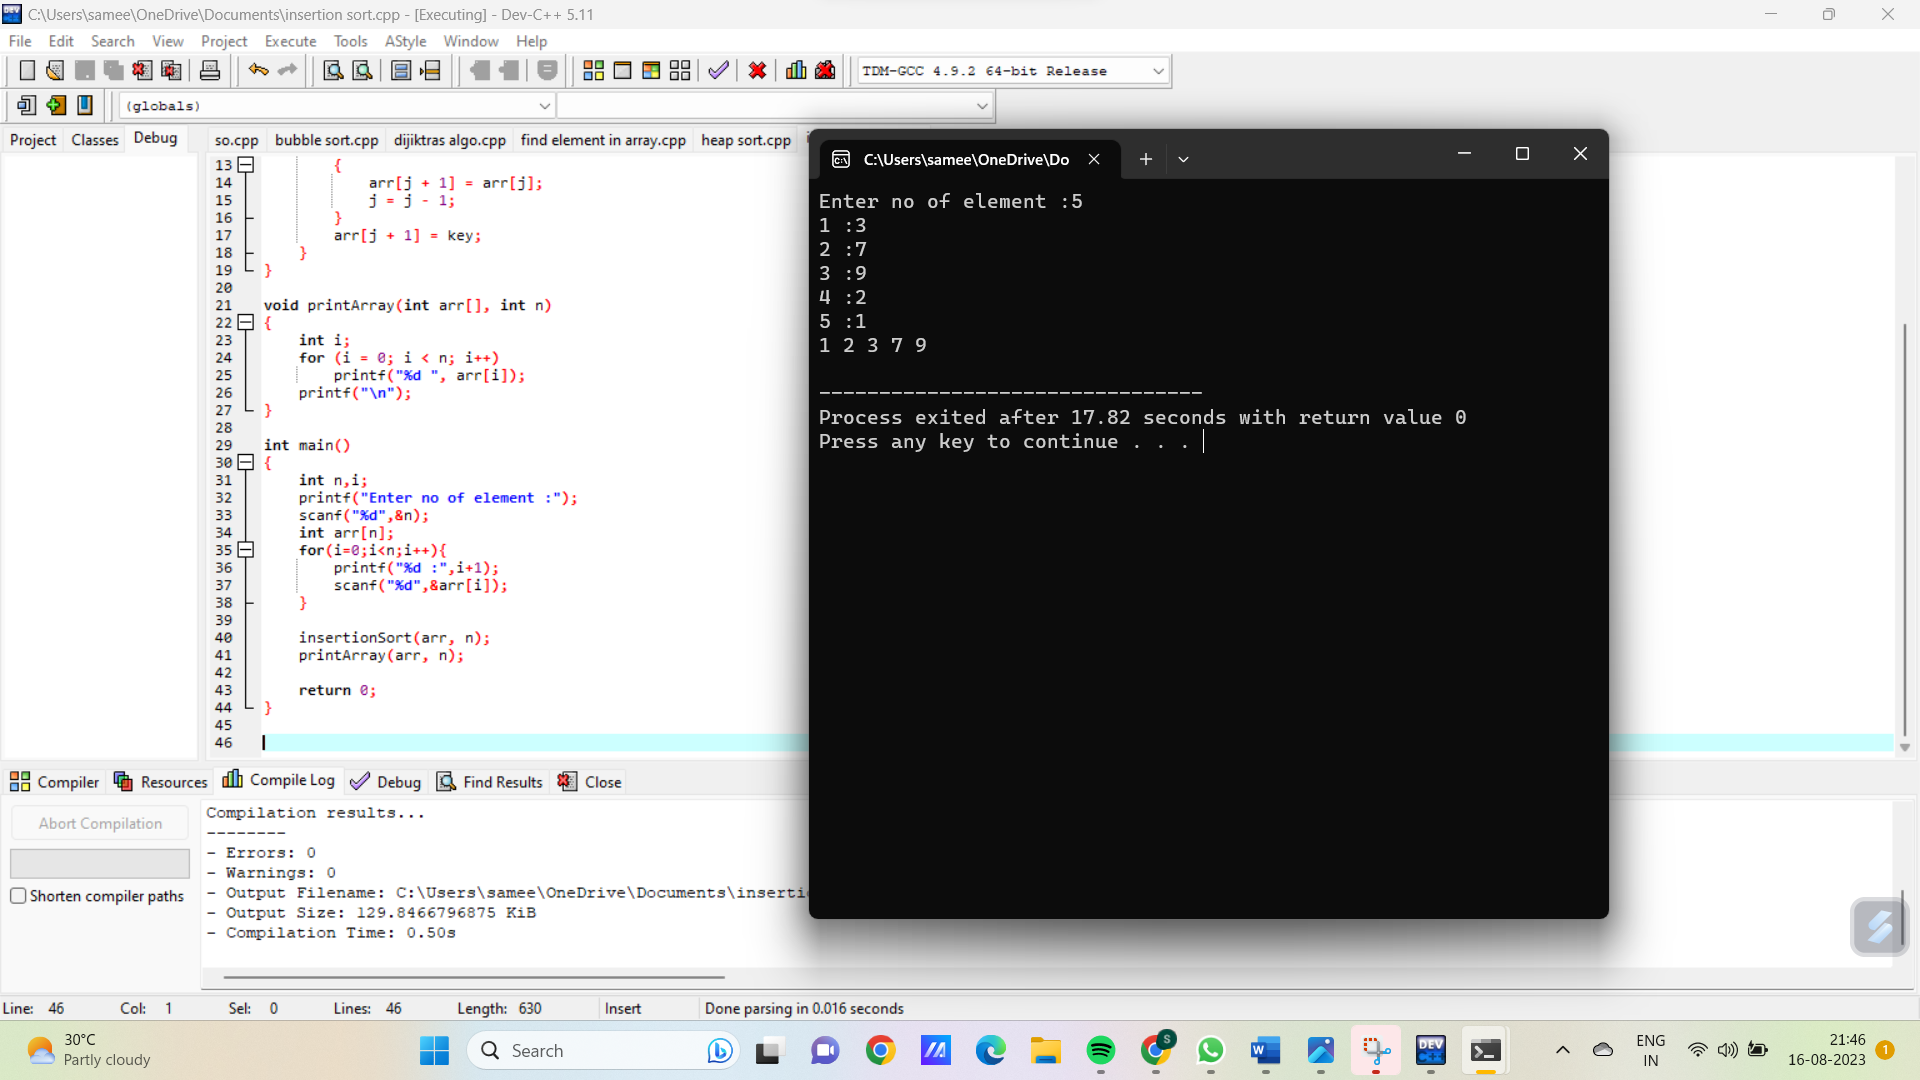 C:\Users\samee\OneDrive\Documents\insertion sort.cpp - [Executing] - Dev-C++ 5.11
File Edit Search View Project Execute Tools AStyle Window Help
TDM-GCC 4.9.2 64-bit Release
(globals)
Project Classes Debug
so.cpp bubble sort.cpp dijiktras algo.cpp find element in array.cpp heap sort.cpp
13 {
14 arr[j + 1] = arr[j];
15 j = j - 1;
16 }
17 arr[j + 1] = key;
18 }
19 }
20
21 void printArray(int arr[], int n)
22 {
23 int i;
24 for (i = 0; i < n; i++)
25 printf("%d ", arr[i]);
26 printf("\n");
27 }
28
29 int main()
30 {
31 int n,i;
32 printf("Enter no of element :");
33 scanf("%d",&n);
34 int arr[n];
35 for(i=0;i<n;i++){
36 printf("%d :",i+1);
37 scanf("%d",&arr[i]);
38 }
39
40 insertionSort(arr, n);
41 printArray(arr, n);
42
43 return 0;
44 }
45
46
C:\Users\samee\OneDrive\Do
Enter no of element :5
1 :3
2 :7
3 :9
4 :2
5 :1
1 2 3 7 9
--------------------------------
Process exited after 17.82 seconds with return value 0
Press any key to continue . . .
Compiler Resources Compile Log Debug Find Results Close
Abort Compilation
Shorten compiler paths
Compilation results...
--------
- Errors: 0
- Warnings: 0
- Output Filename: C:\Users\samee\OneDrive\Documents\inserti
- Output Size: 129.8466796875 KiB
- Compilation Time: 0.50s
Line: 46 Col: 1 Sel: 0 Lines: 46 Length: 630 Insert Done parsing in 0.016 seconds
30°C
Partly cloudy
Search
S
W
DEV
C++
ENG
IN
21:46
16-08-2023
1